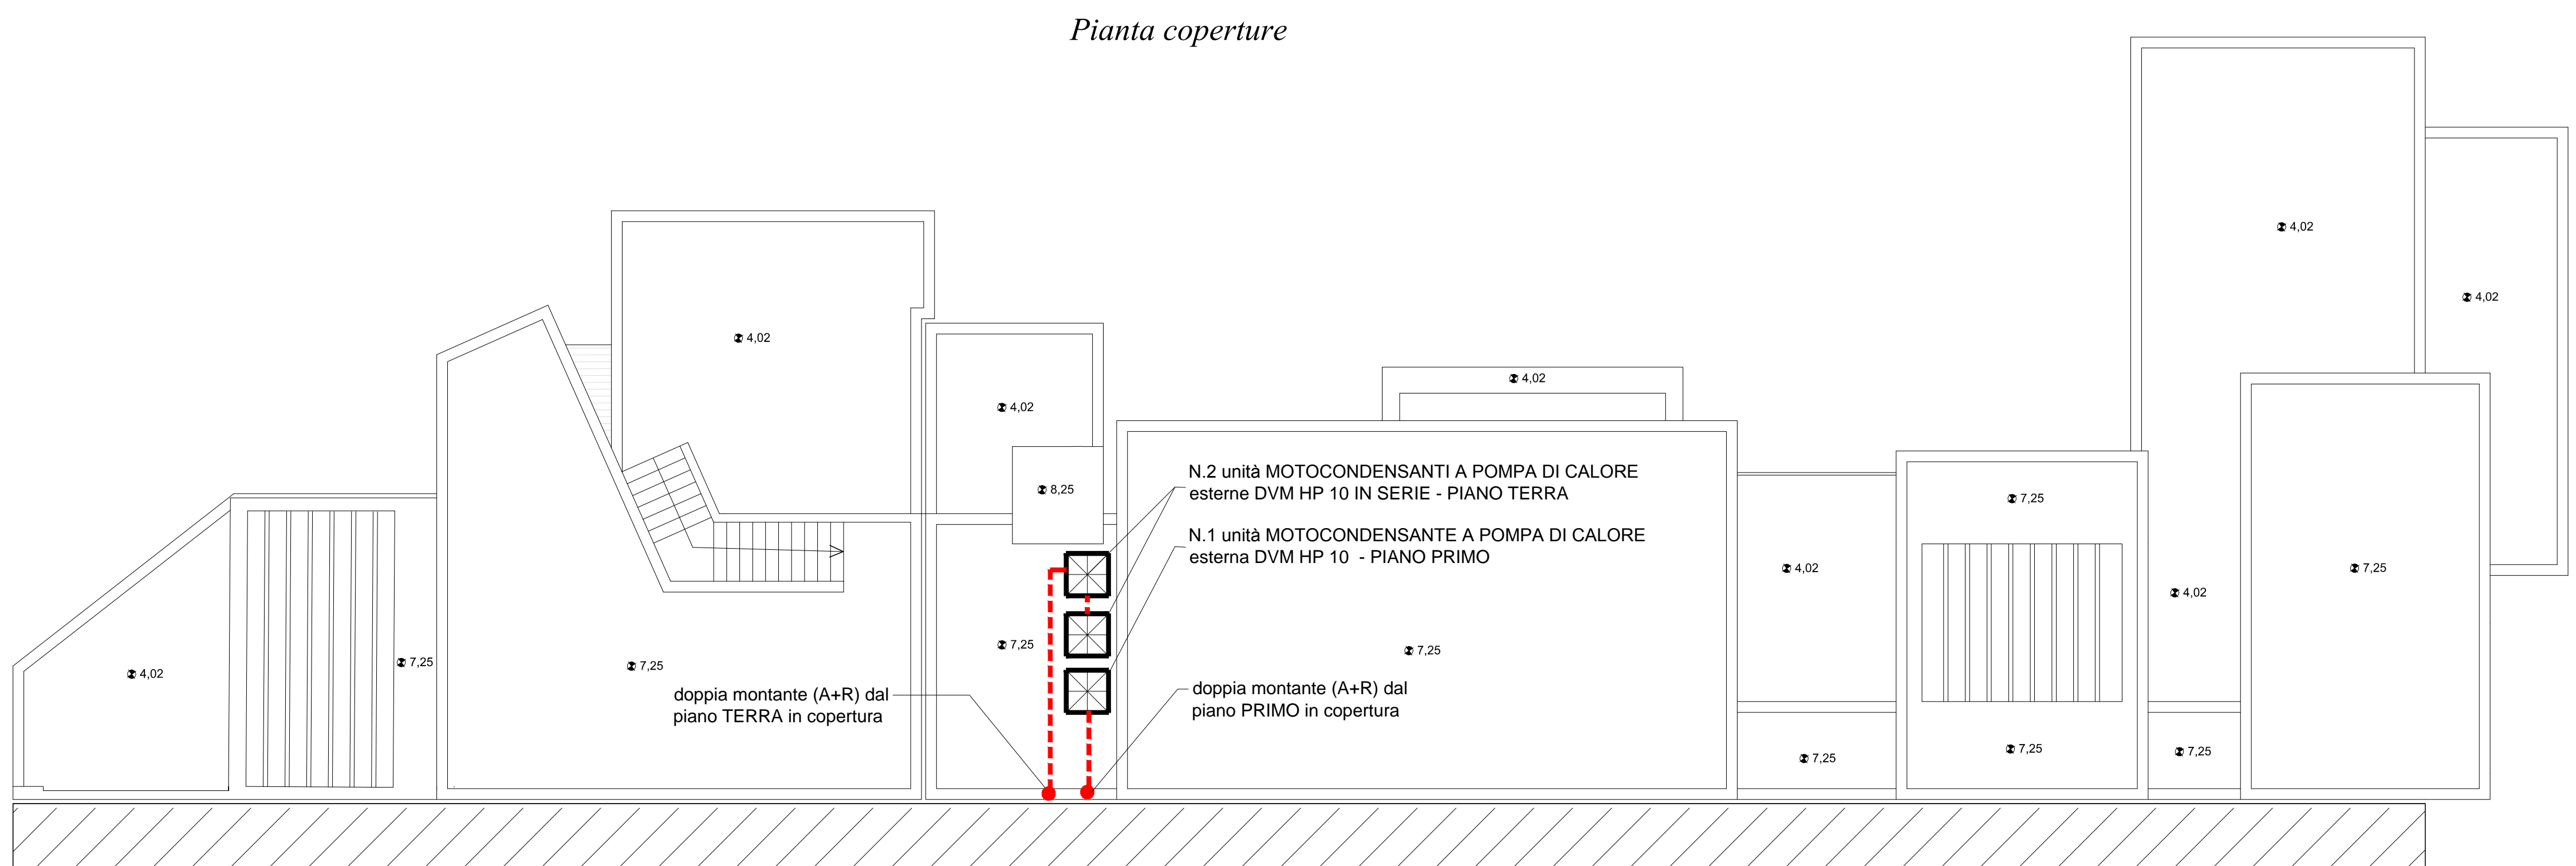 Pianta coperture
4,02
4,02
4,02
4,02
4,02
4,02
8,25
N.2 unità MOTOCONDENSANTI A POMPA DI CALORE
esterne DVM HP 10 IN SERIE - PIANO TERRA
7,25
N.1 unità MOTOCONDENSANTE A POMPA DI CALORE
esterna DVM HP 10  - PIANO PRIMO
4,02
7,25
4,02
7,25
7,25
7,25
7,25
4,02
doppia montante (A+R) dal
piano TERRA in copertura
doppia montante (A+R) dal
piano PRIMO in copertura
7,25
7,25
7,25